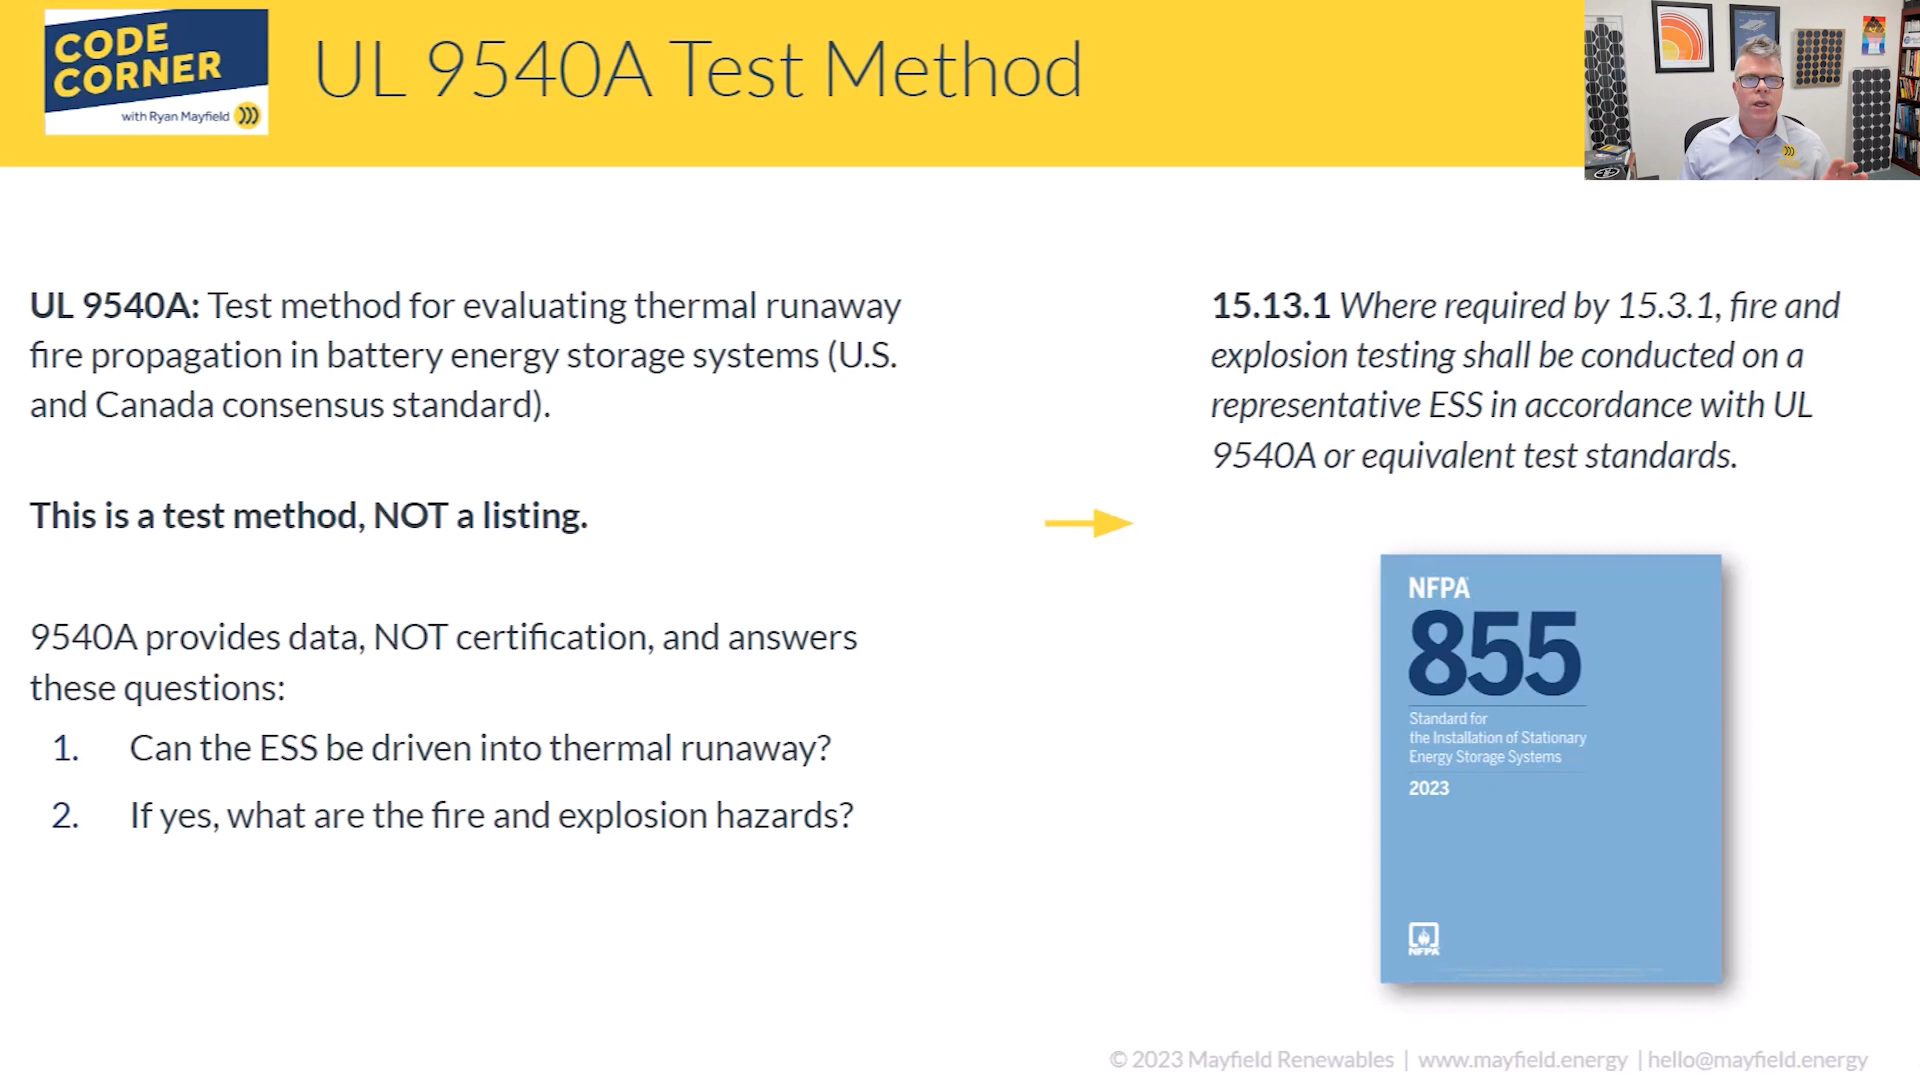 CODE
CORNER
with Ryan Mayfield
UL 9540A Test Method
UL 9540A: Test method for evaluating thermal runaway
fire propagation in battery energy storage systems (U.S.
and Canada consensus standard).
This is a test method, NOT a listing.
9540A provides data, NOT certification, and answers
these questions:
1. Can the ESS be driven into thermal runaway?
2. If yes, what are the fire and explosion hazards?
15.13.1 Where required by 15.3.1, fire and
explosion testing shall be conducted on a
representative ESS in accordance with UL
9540A or equivalent test standards.
NFPA
855
Standard for
the Installation of Stationary
Energy Storage Systems
2023
NFPA
© 2023 Mayfield Renewables | www.mayfield.energy | hello@mayfield.energy